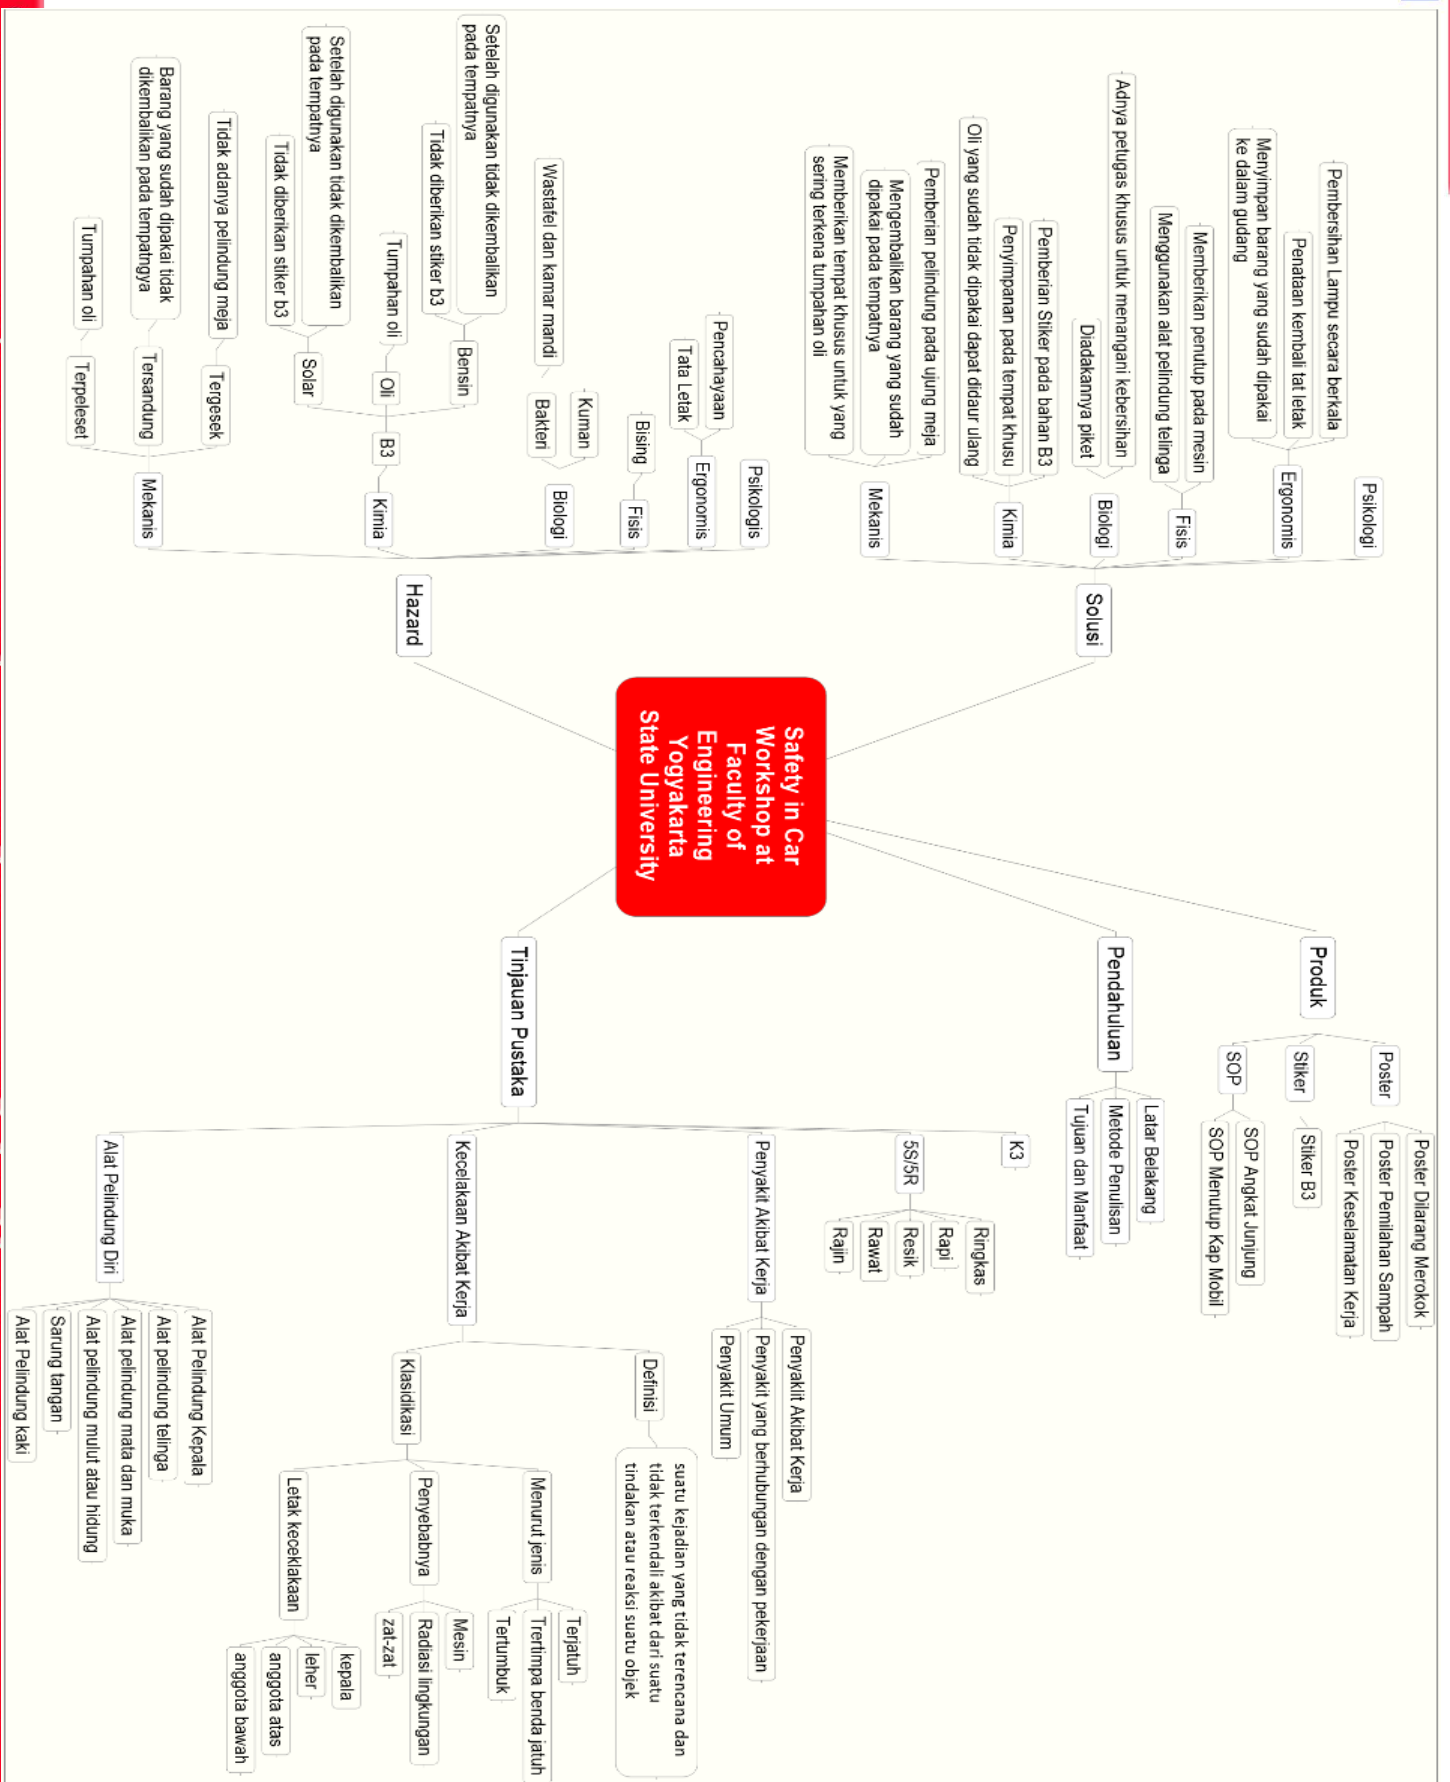 Safety in Car
Workshop at
Faculty of
Engineering
Yogyakarta
State University
Produk
Poster
Poster Dilarang Merokok
Poster Pemilahan Sampah
Poster Keselamatan Kerja
Stiker
Stiker B3
SOP
SOP Angkat Junjung
SOP Menutup Kap Mobil
Pendahuluan
Latar Belakang
Metode Penulisan
Tujuan dan Manfaat
Tinjauan Pustaka
K3
5S/5R
Ringkas
Rapi
Resik
Rawat
Rajin
Penyakit Akibat Kerja
Penyaklit Akibat Kerja
Penyakit yang berhubungan dengan pekerjaan
Penyakit Umum
Kecelakaan Akibat Kerja
Definisi
suatu kejadian yang tidak terencana dan
tidak terkendali akibat dari suatu
tindakan atau reaksi suatu objek
Klasidikasi
Menurut jenis
Terjatuh
Trertimpa benda jatuh
Tertumbuk
Penyebabnya
Mesin
Radiasi lingkungan
zat-zat
Letak keceklakaan
kepala
leher
anggota atas
anggota bawah
Alat Pelindung Diri
Alat Pelindung Kepala
Alat pelindung telinga
Alat pelindung mata dan muka
Alat pelindung mulut atau hidung
Sarung tangan
Alat Pelindung kaki
Solusi
Psikologi
Ergonomis
Pembersihan Lampu secara berkala
Penataan kembali tat letak
Menyimpan barang yang sudah dipakai
ke dalam gudang
Fisis
Memberikan penutup pada mesin
Menggunakan alat pelindung telinga
Biologi
Adnya petugas khusus untuk menangani kebersihan
Diadakannya piket
Kimia
Pemberian Stiker pada bahan B3
Penyimpanan pada tempat khusu
Oli yang sudah tidak dipakai dapat didaur ulang
Mekanis
Pemberian pelindung pada ujung meja
Mengembalikan barang yang sudah
dipakai pada tempatnya
Memberikan tempat khusus untuk yang
sering terkena tumpahan oli
Hazard
Psikologis
Ergonomis
Pencahayaan
Tata Letak
Fisis
Bising
Biologi
Kuman
Bakteri
Wastafel dan kamar mandi
Kimia
B3
Bensin
Setelah digunakan tidak dikembalikan
pada tempatnya
Tidak diberikan stiker b3
Oli
Tumpahan oli
Solar
Setelah digunakan tidak dikembalikan
pada tempatnya
Tidak diberikan stiker b3
Mekanis
Tergesek
Tidak adanya pelindung meja
Tersandung
Barang yang sudah dipakai tidak
dikembalikan pada tempatngya
Terpeleset
Tumpahan oli